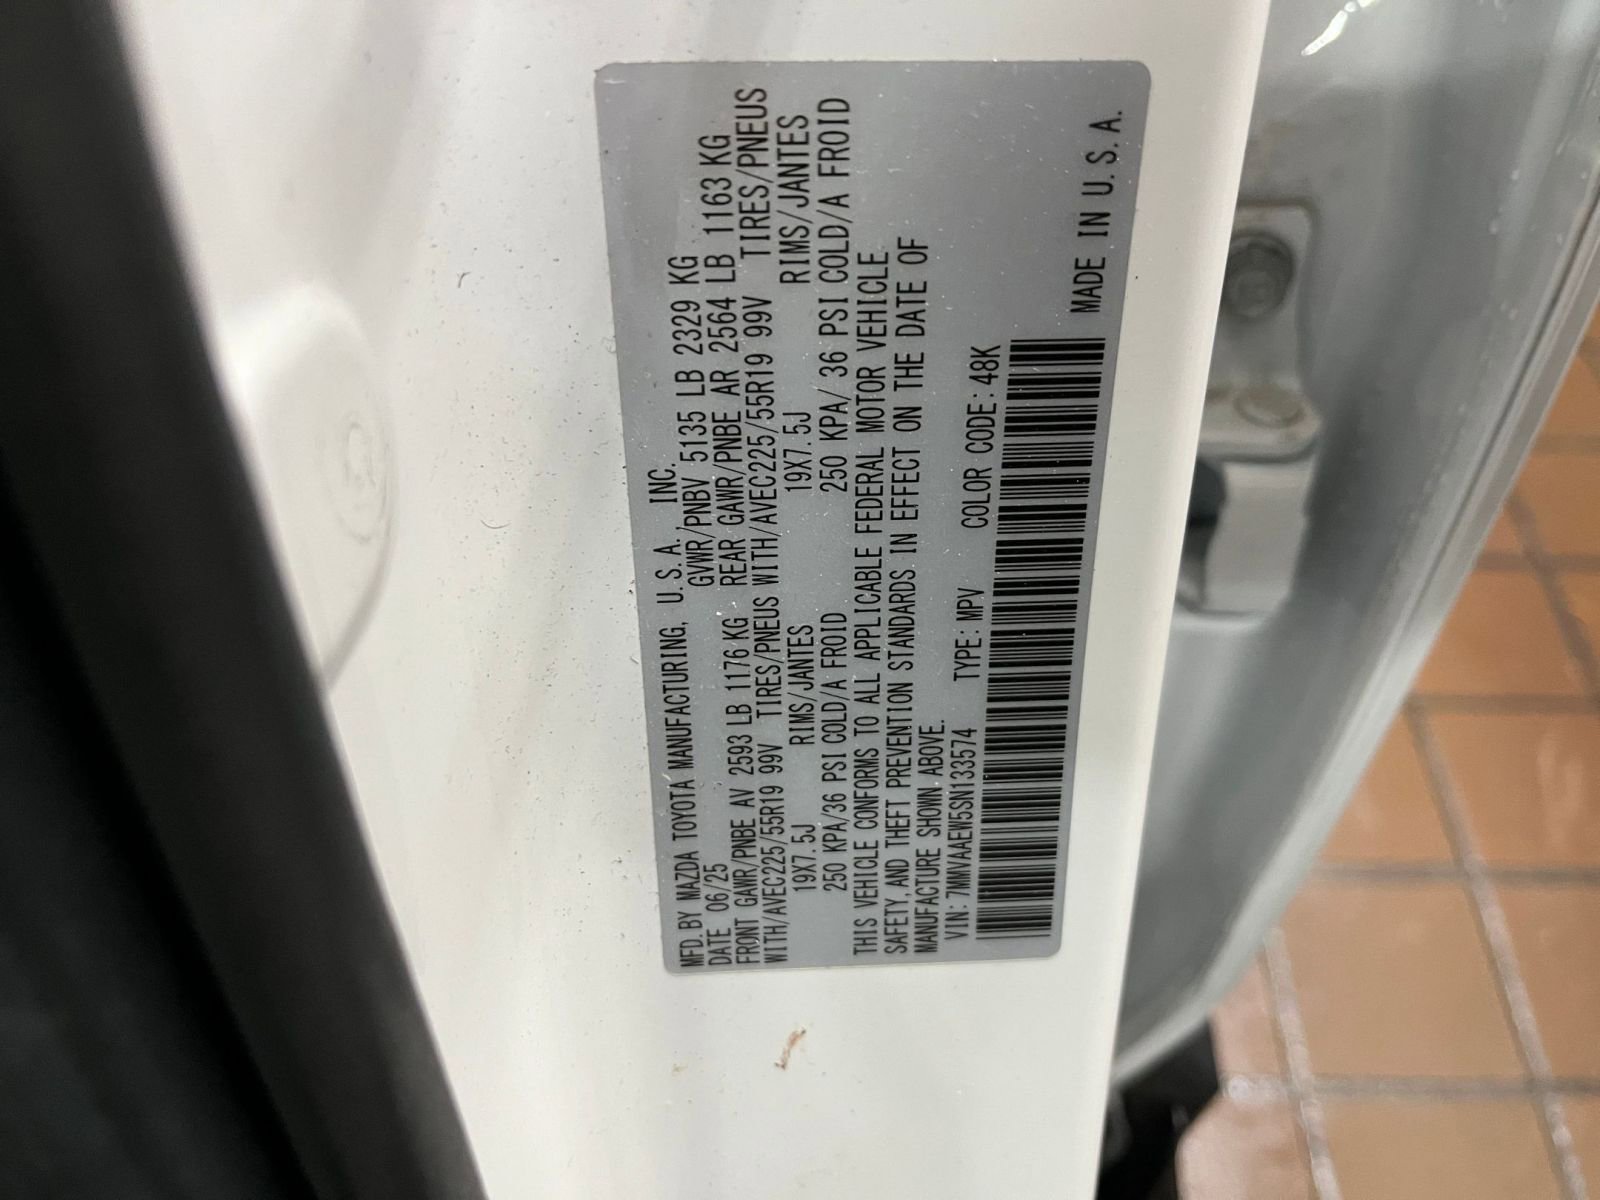 MFD.BY MAZDA TOYOTA MANUFACTURING, U.S.A. INC.
DATE 06/25 GVWR/PNBV 5135 LB 2329 KG
FRONT GAWR/PNBE AV 2593 LB 1176 KG REAR GAWR/PNBE AR 2564 LB 1163 KG
WITH/AVEC225/55R19 99V TIRES/PNEUS WITH/AVEC225/55R19 99V TIRES/PNEUS
19X7.5J RIMS/JANTES 19X7.5J RIMS/JANTES
250 KPA/36 PSI COLD/A FROID 250 KPA/ 36 PSI COLD/A FROID
THIS VEHICLE CONFORMS TO ALL APPLICABLE FEDERAL MOTOR VEHICLE
SAFETY, AND THEFT PREVENTION STANDARDS IN EFFECT ON THE DATE OF
MANUFACTURE SHOWN ABOVE.
VIN: 7MMVAAEW5SN133574 TYPE: MPV COLOR CODE: 48K
MADE IN U.S.A.